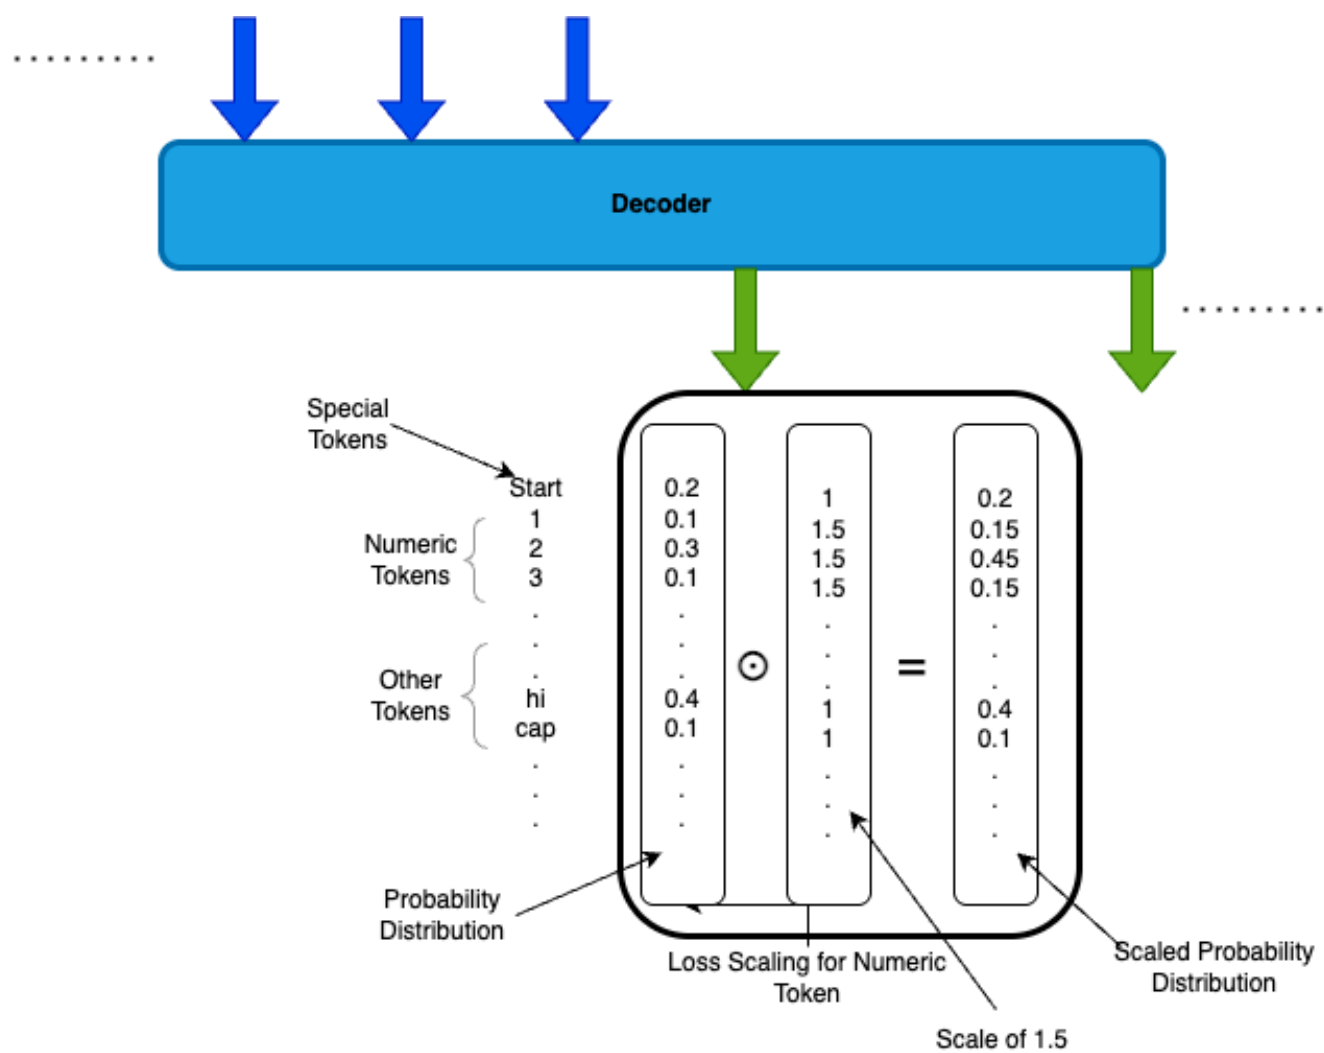 Decoder
Special
Tokens
Start
1
2
3
Numeric
Tokens
Other
Tokens
hi
cap
0.2
0.1
0.3
0.1
0.4
0.1
⊙
1
1.5
1.5
1.5
1
1
=
0.2
0.15
0.45
0.15
0.4
0.1
Probability
Distribution
Loss Scaling for Numeric
Token
Scale of 1.5
Scaled Probability
Distribution